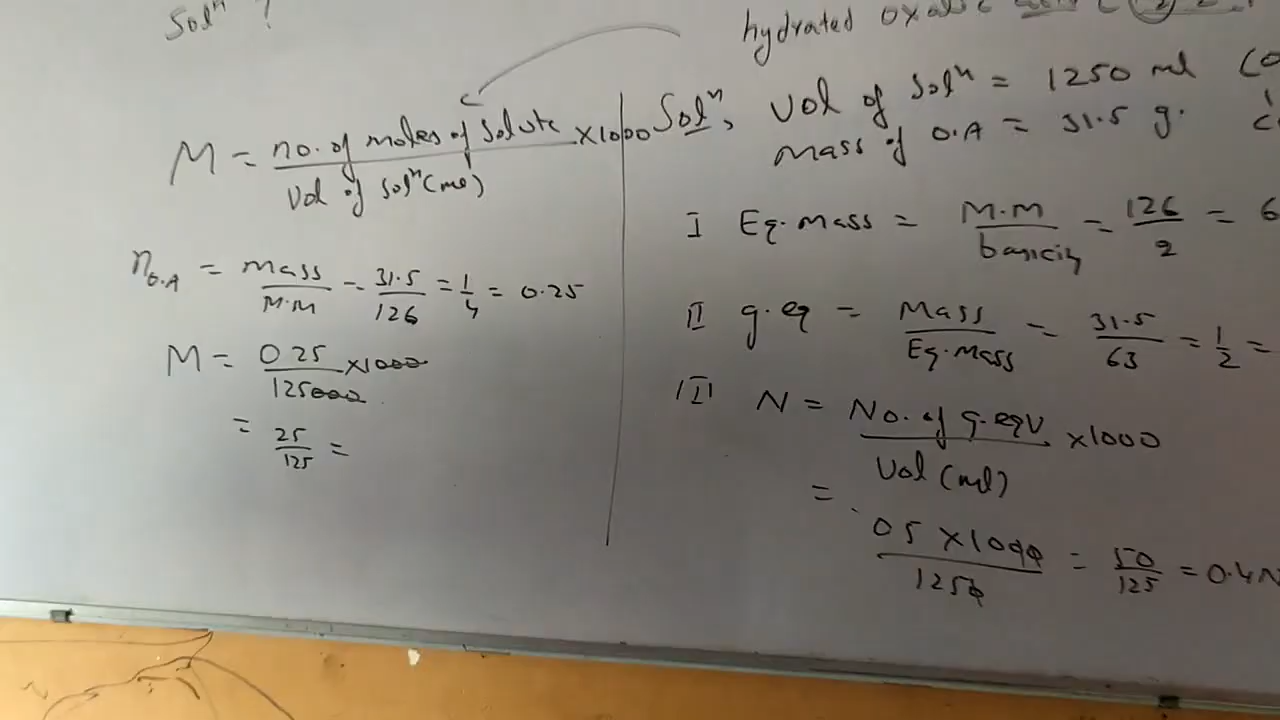 Solⁿ ?
hydrated oxalic
M = no. of moles of solute ×1000
Vol of solⁿ (ml)
n O.A = Mass / M.M – 31.5 / 126 = 1/4 = 0.25
M = 0 25 / 125000 ×1000
= 25 / 125 =
Solⁿ, Vol of Solⁿ = 1250 ml (O
Mass of O.A = 31.5 g.
I Eq. mass = M.M / = 126 / 2 = 6
II g.eq = Mass / Eq. Mass = 31.5 / 63 = 1/2 =
III N = No. of g.eqv / Vol (ml) ×1000
= 05 ×1000 / 1250 = 50 / 125 = 0.4N